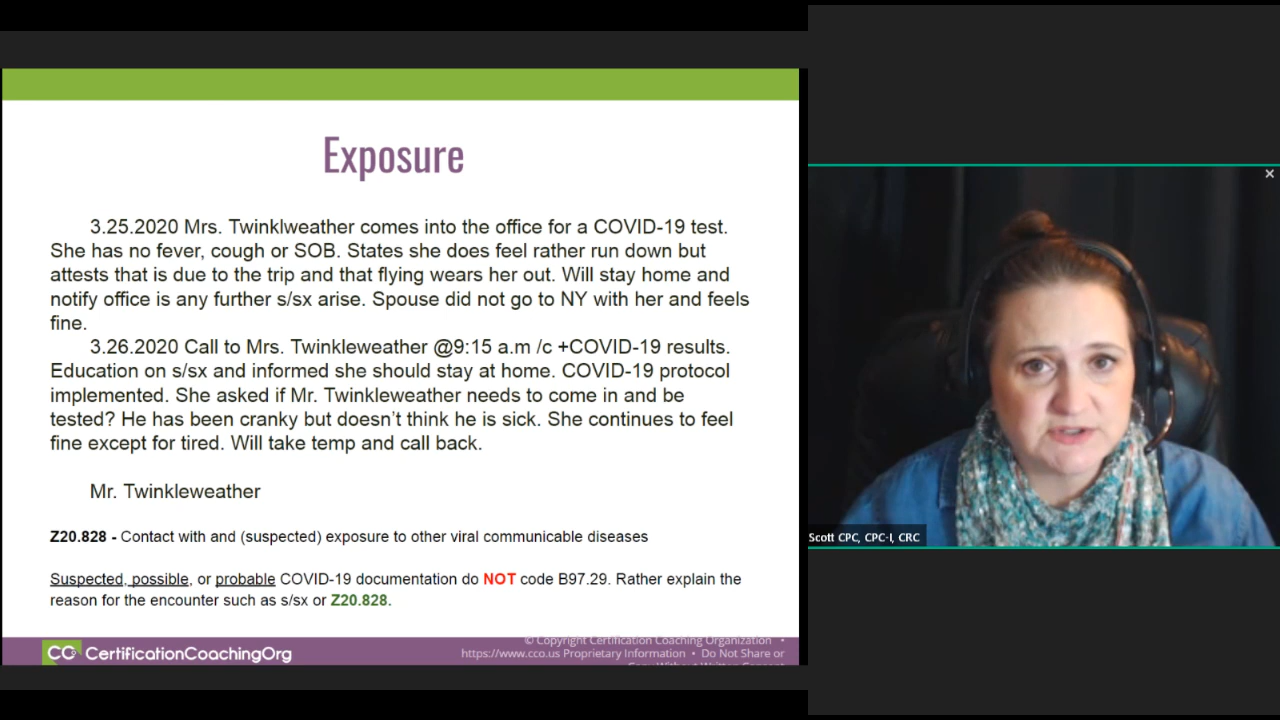 Exposure
3.25.2020 Mrs. Twinklweather comes into the office for a COVID-19 test.
She has no fever, cough or SOB. States she does feel rather run down but
attests that is due to the trip and that flying wears her out. Will stay home and
notify office is any further s/sx arise. Spouse did not go to NY with her and feels
fine.
3.26.2020 Call to Mrs. Twinkleweather @9:15 a.m /c +COVID-19 results.
Education on s/sx and informed she should stay at home. COVID-19 protocol
implemented. She asked if Mr. Twinkleweather needs to come in and be
tested? He has been cranky but doesn’t think he is sick. She continues to feel
fine except for tired. Will take temp and call back.
Mr. Twinkleweather
Z20.828 - Contact with and (suspected) exposure to other viral communicable diseases
Suspected, possible, or probable COVID-19 documentation do NOT code B97.29. Rather explain the
reason for the encounter such as s/sx or Z20.828.
CCO CertificationCoachingOrg
© Copyright Certification Coaching Organization •
https://www.cco.us Proprietary Information • Do Not Share or
Copy Without Written Consent
Scott CPC, CPC-I, CRC